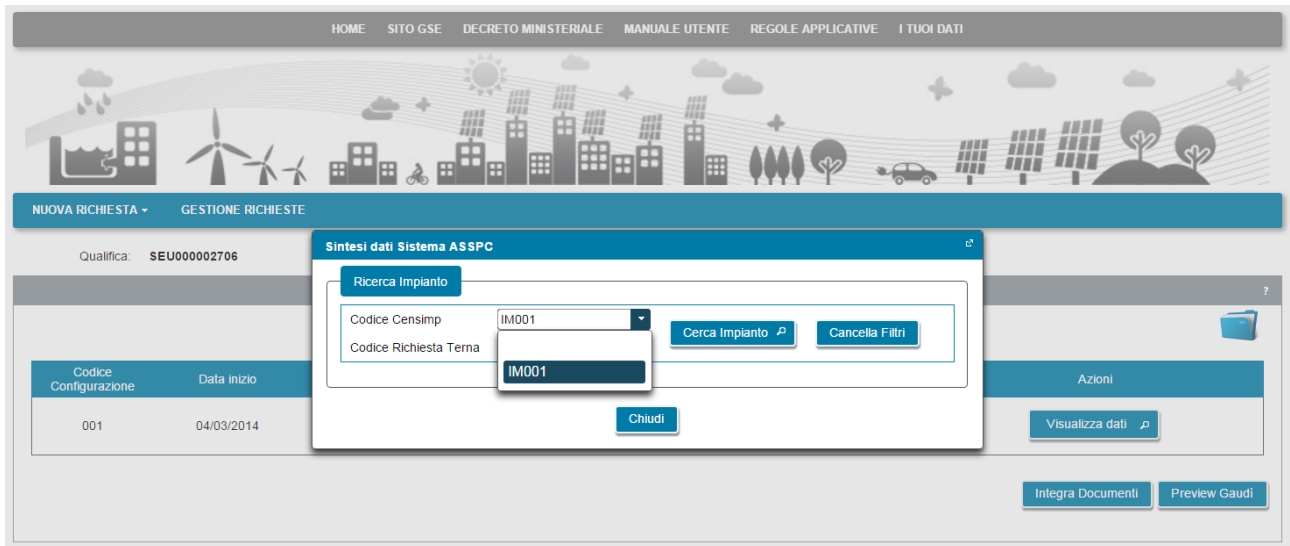 HOME SITO GSE DECRETO MINISTERIALE MANUALE UTENTE REGOLE APPLICATIVE I TUOI DATI
NUOVA RICHIESTA GESTIONE RICHIESTE
Qualifica: SEU000002706
Sintesi dati Sistema ASSPC
?
Ricerca Impianto
Codice Censimp IM001 Cerca Impianto Cancella Filtri
Codice Richiesta Terna
IM001
Chiudi
Codice Configurazione Data inizio Azioni
001 04/03/2014 Visualizza dati
Integra Documenti Preview Gaudì